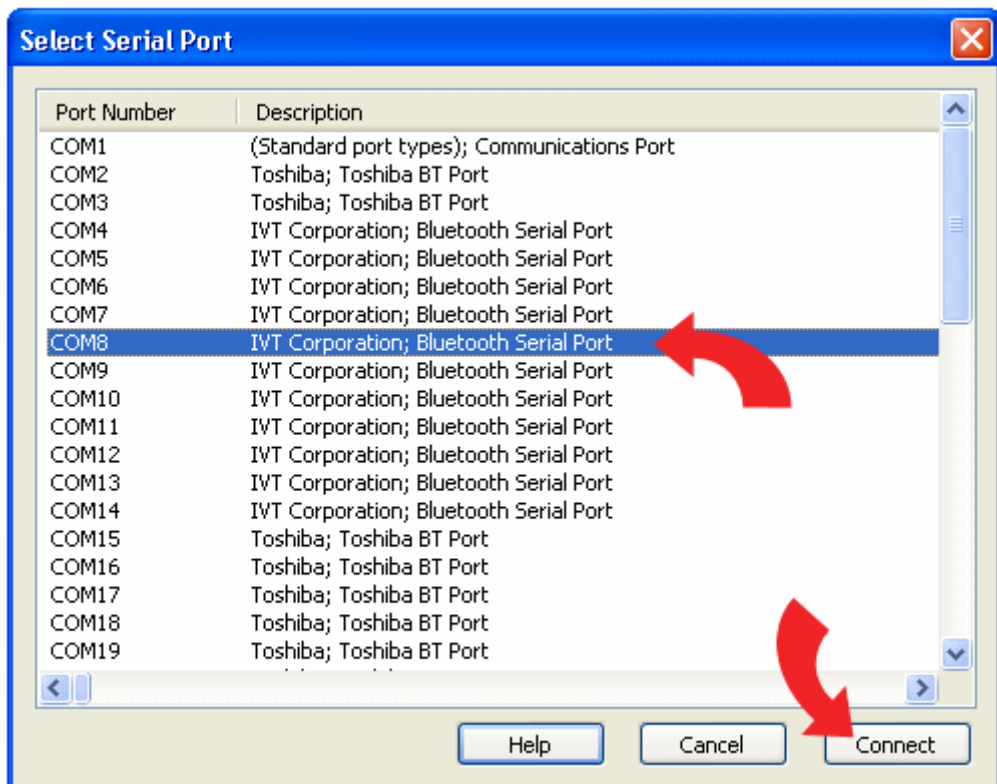 Select Serial Port
Port Number Description
COM1 (Standard port types); Communications Port
COM2 Toshiba; Toshiba BT Port
COM3 Toshiba; Toshiba BT Port
COM4 IVT Corporation; Bluetooth Serial Port
COM5 IVT Corporation; Bluetooth Serial Port
COM6 IVT Corporation; Bluetooth Serial Port
COM7 IVT Corporation; Bluetooth Serial Port
COM8 IVT Corporation; Bluetooth Serial Port
COM9 IVT Corporation; Bluetooth Serial Port
COM10 IVT Corporation; Bluetooth Serial Port
COM11 IVT Corporation; Bluetooth Serial Port
COM12 IVT Corporation; Bluetooth Serial Port
COM13 IVT Corporation; Bluetooth Serial Port
COM14 IVT Corporation; Bluetooth Serial Port
COM15 Toshiba; Toshiba BT Port
COM16 Toshiba; Toshiba BT Port
COM17 Toshiba; Toshiba BT Port
COM18 Toshiba; Toshiba BT Port
COM19 Toshiba; Toshiba BT Port
Help Cancel Connect